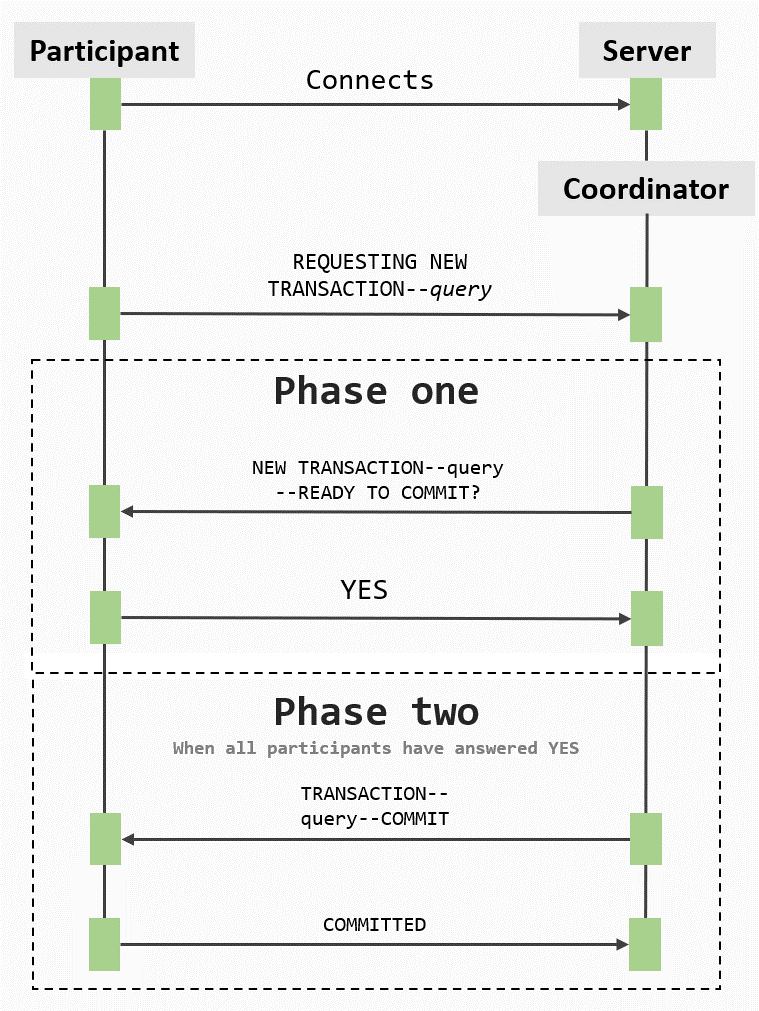 Participant
Server
Connects
Coordinator
REQUESTING NEW
TRANSACTION--query
Phase one
NEW TRANSACTION--query
--READY TO COMMIT?
YES
Phase two
When all participants have answered YES
TRANSACTION--
query--COMMIT
COMMITTED